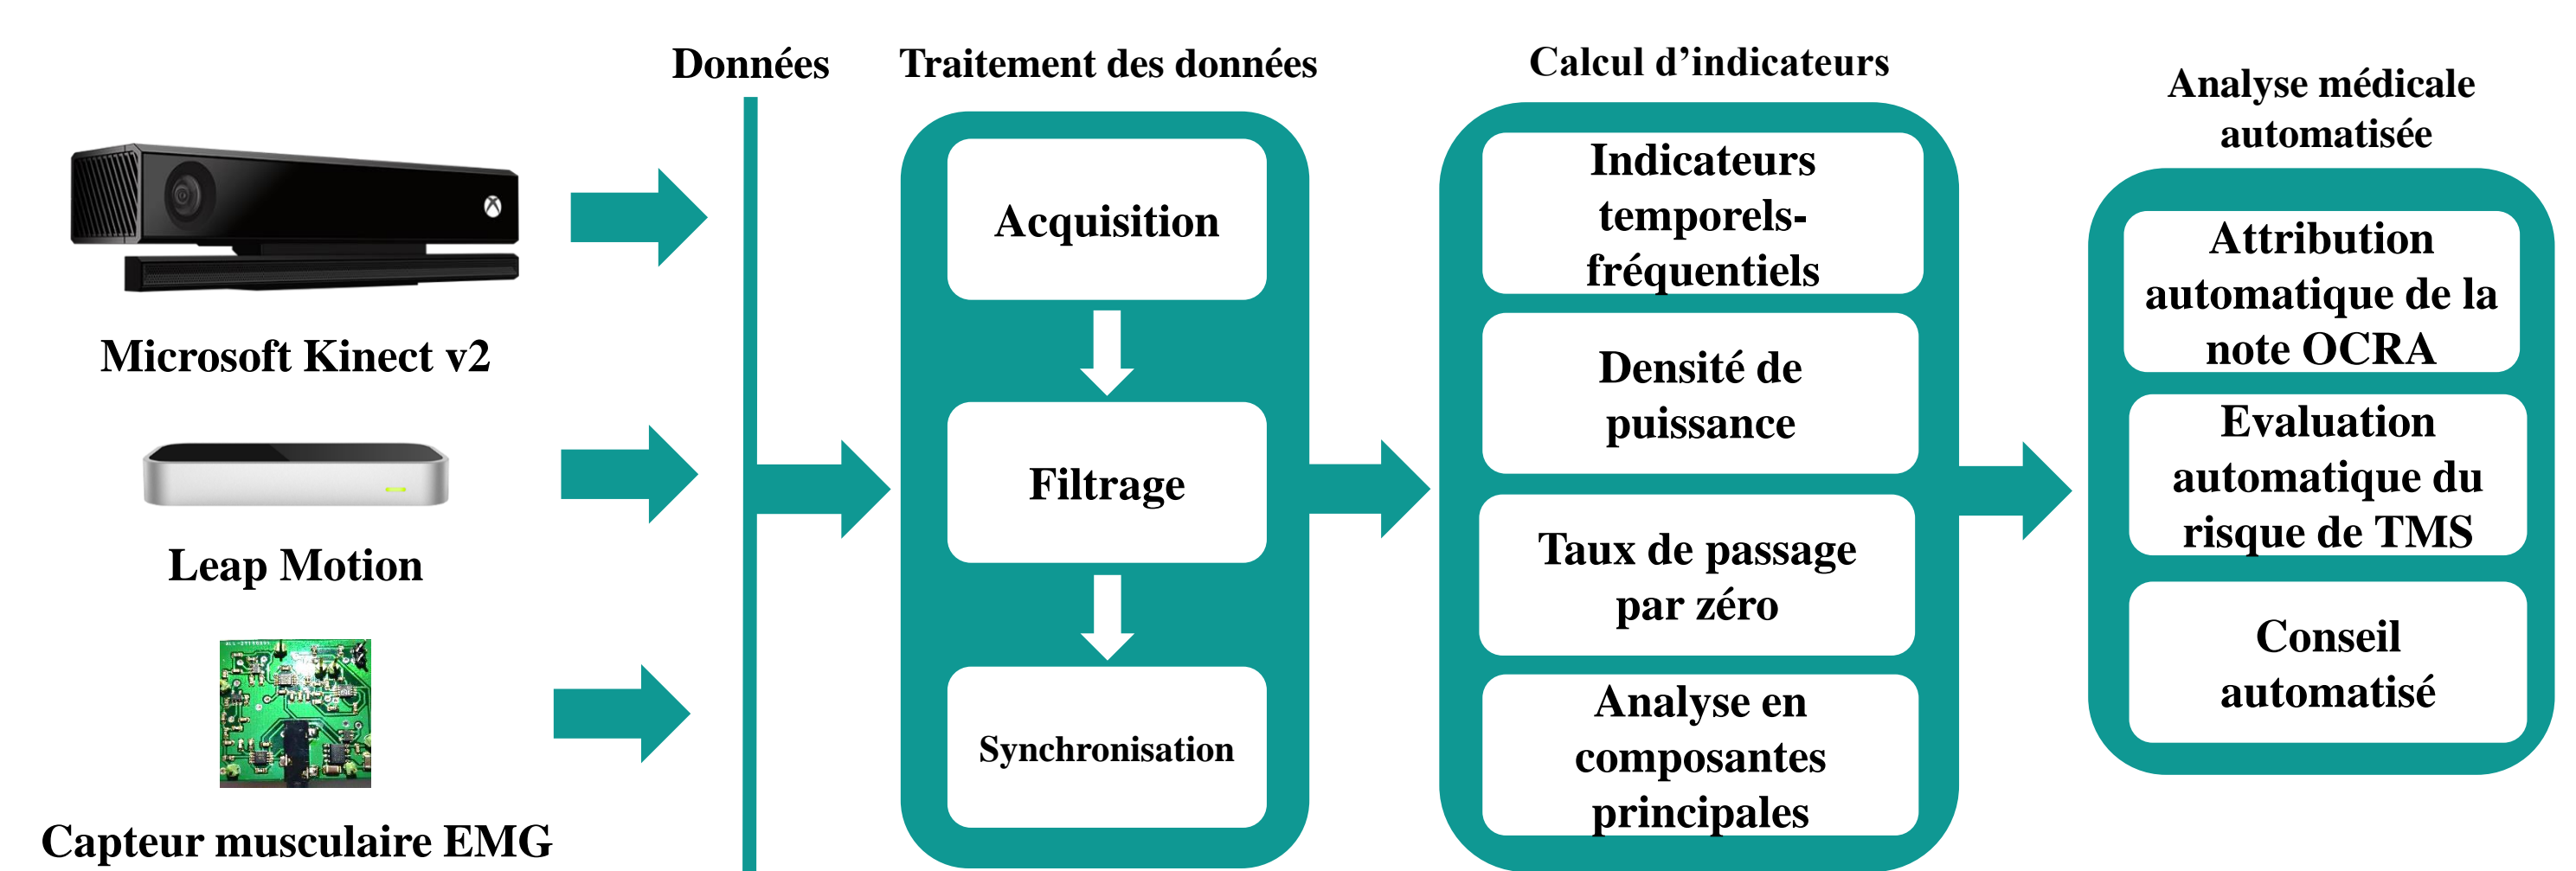 Données
Traitement des données
Calcul d’indicateurs
Analyse médicale
automatisée
Microsoft Kinect v2
Leap Motion
Capteur musculaire EMG
Acquisition
Filtrage
Synchronisation
Indicateurs
temporels-
fréquentiels
Densité de
puissance
Taux de passage
par zéro
Analyse en
composantes
principales
Attribution
automatique de la
note OCRA
Evaluation
automatique du
risque de TMS
Conseil
automatisé